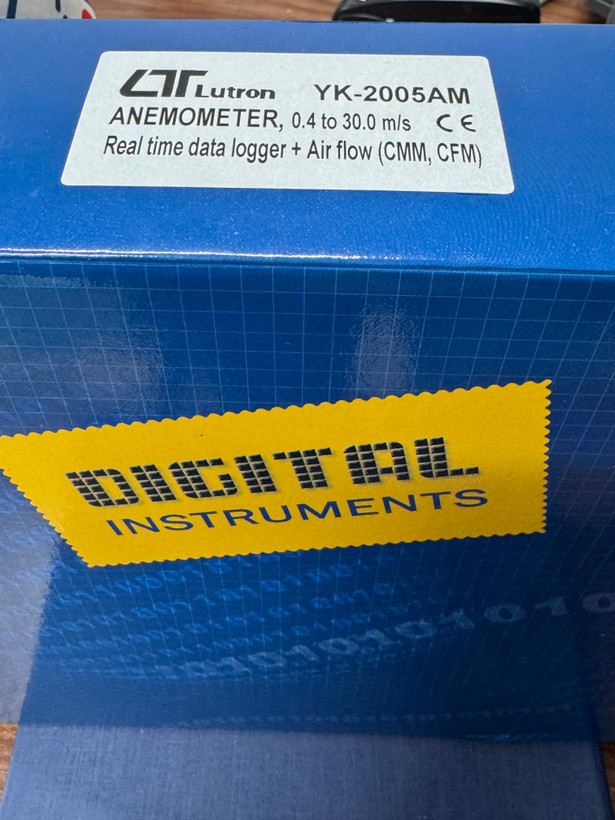 Lutron YK-2005AM
ANEMOMETER, 0.4 to 30.0 m/s CE
Real time data logger + Air flow (CMM, CFM)
DIGITAL
INSTRUMENTS